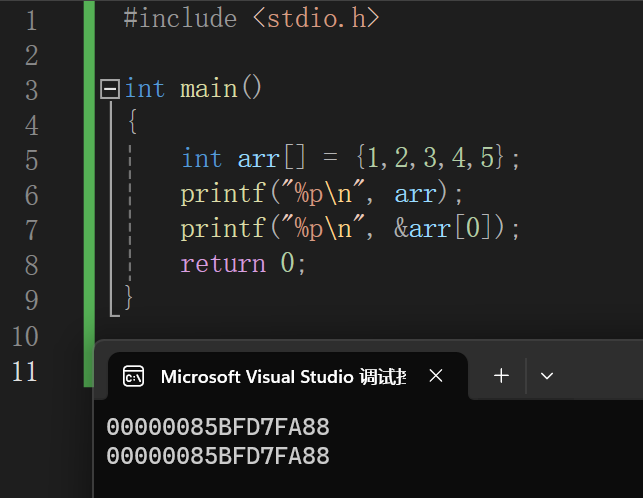 1 #include <stdio.h>
2
3 int main()
4 {
5 int arr[] = {1,2,3,4,5};
6 printf("%p\n", arr);
7 printf("%p\n", &arr[0]);
8 return 0;
9 }
10
11
Microsoft Visual Studio 调试
00000085BFD7FA88
00000085BFD7FA88